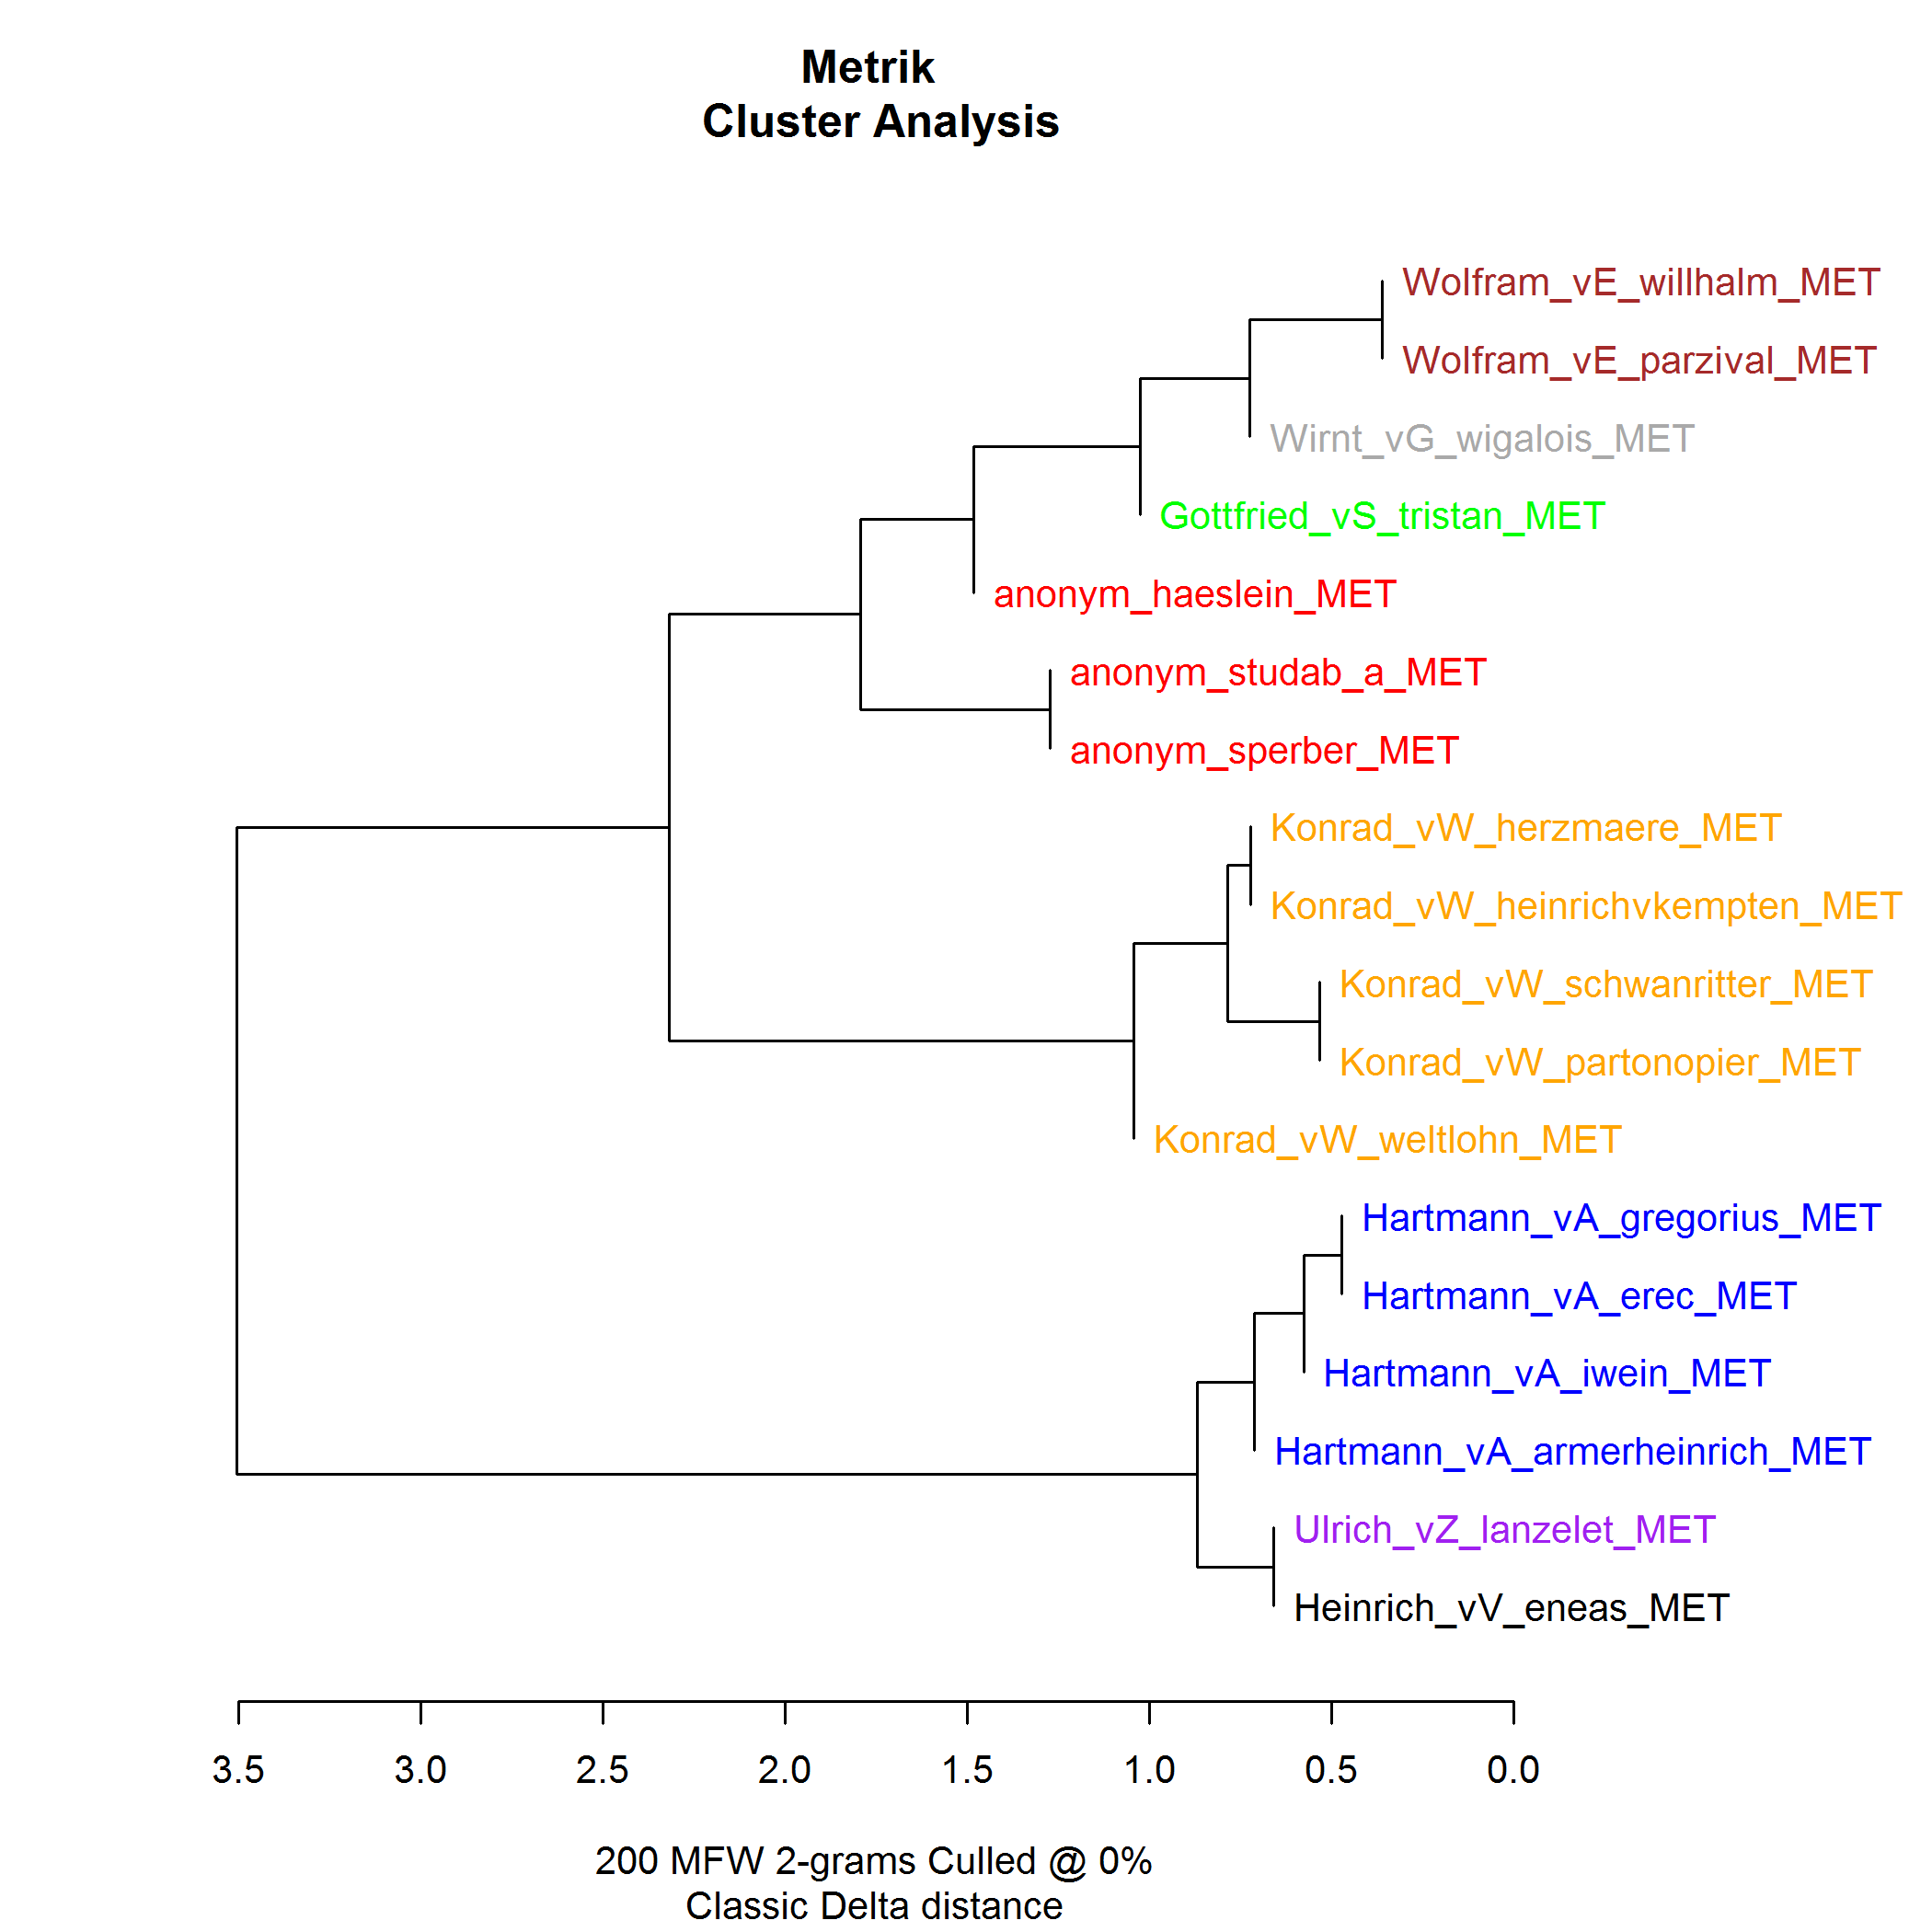 Metrik
Cluster Analysis
Wolfram_vE_willhalm_MET
Wolfram_vE_parzival_MET
Wirnt_vG_wigalois_MET
Gottfried_vS_tristan_MET
anonym_haeslein_MET
anonym_studab_a_MET
anonym_sperber_MET
Konrad_vW_herzmaere_MET
Konrad_vW_heinrichvkempten_MET
Konrad_vW_schwanritter_MET
Konrad_vW_partonopier_MET
Konrad_vW_weltlohn_MET
Hartmann_vA_gregorius_MET
Hartmann_vA_erec_MET
Hartmann_vA_iwein_MET
Hartmann_vA_armerheinrich_MET
Ulrich_vZ_lanzelet_MET
Heinrich_vV_eneas_MET
3.5 3.0 2.5 2.0 1.5 1.0 0.5 0.0
200 MFW 2-grams Culled @ 0%
Classic Delta distance